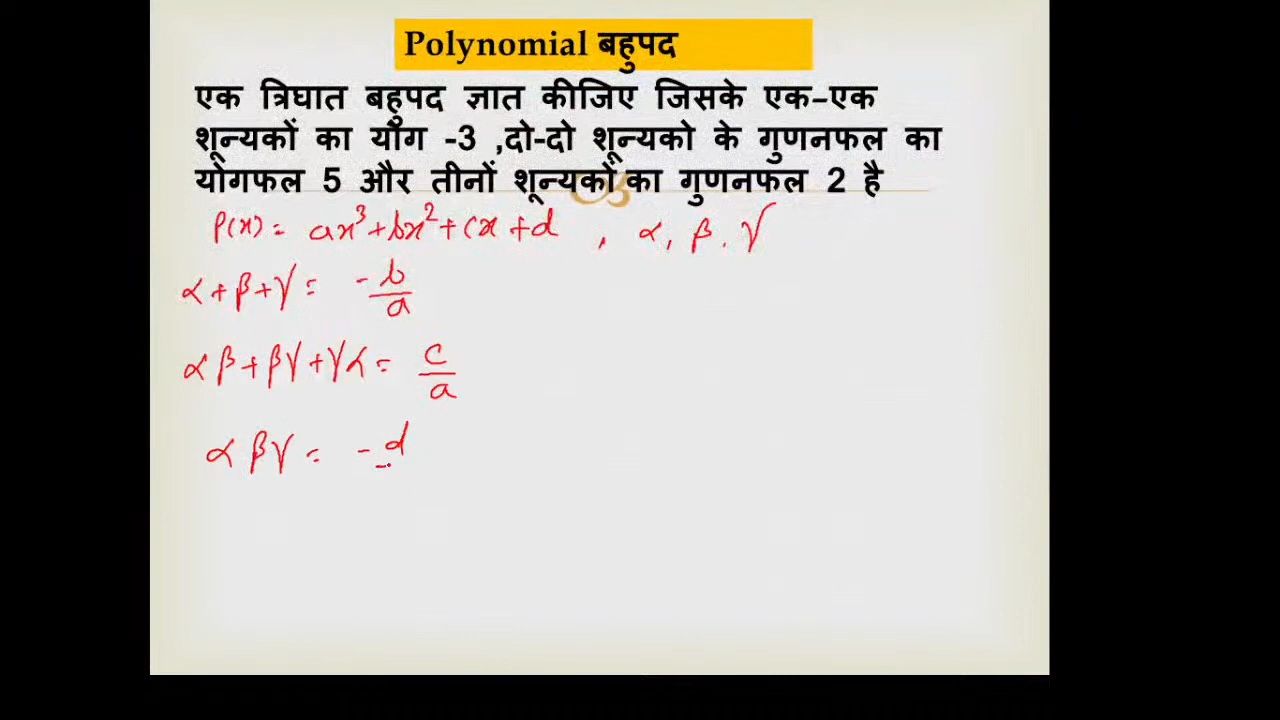 Polynomial बहुपद
एक त्रिघात बहुपद ज्ञात कीजिए जिसके एक–एक
शून्यकों का योग -3 ,दो-दो शून्यको के गुणनफल का
योगफल 5 और तीनों शून्यकों का गुणनफल 2 है
P(x) = ax³+bx²+cx+d , α, β, γ
α+β+γ = -b/a
αβ+βγ+γα = c/a
αβγ = -d